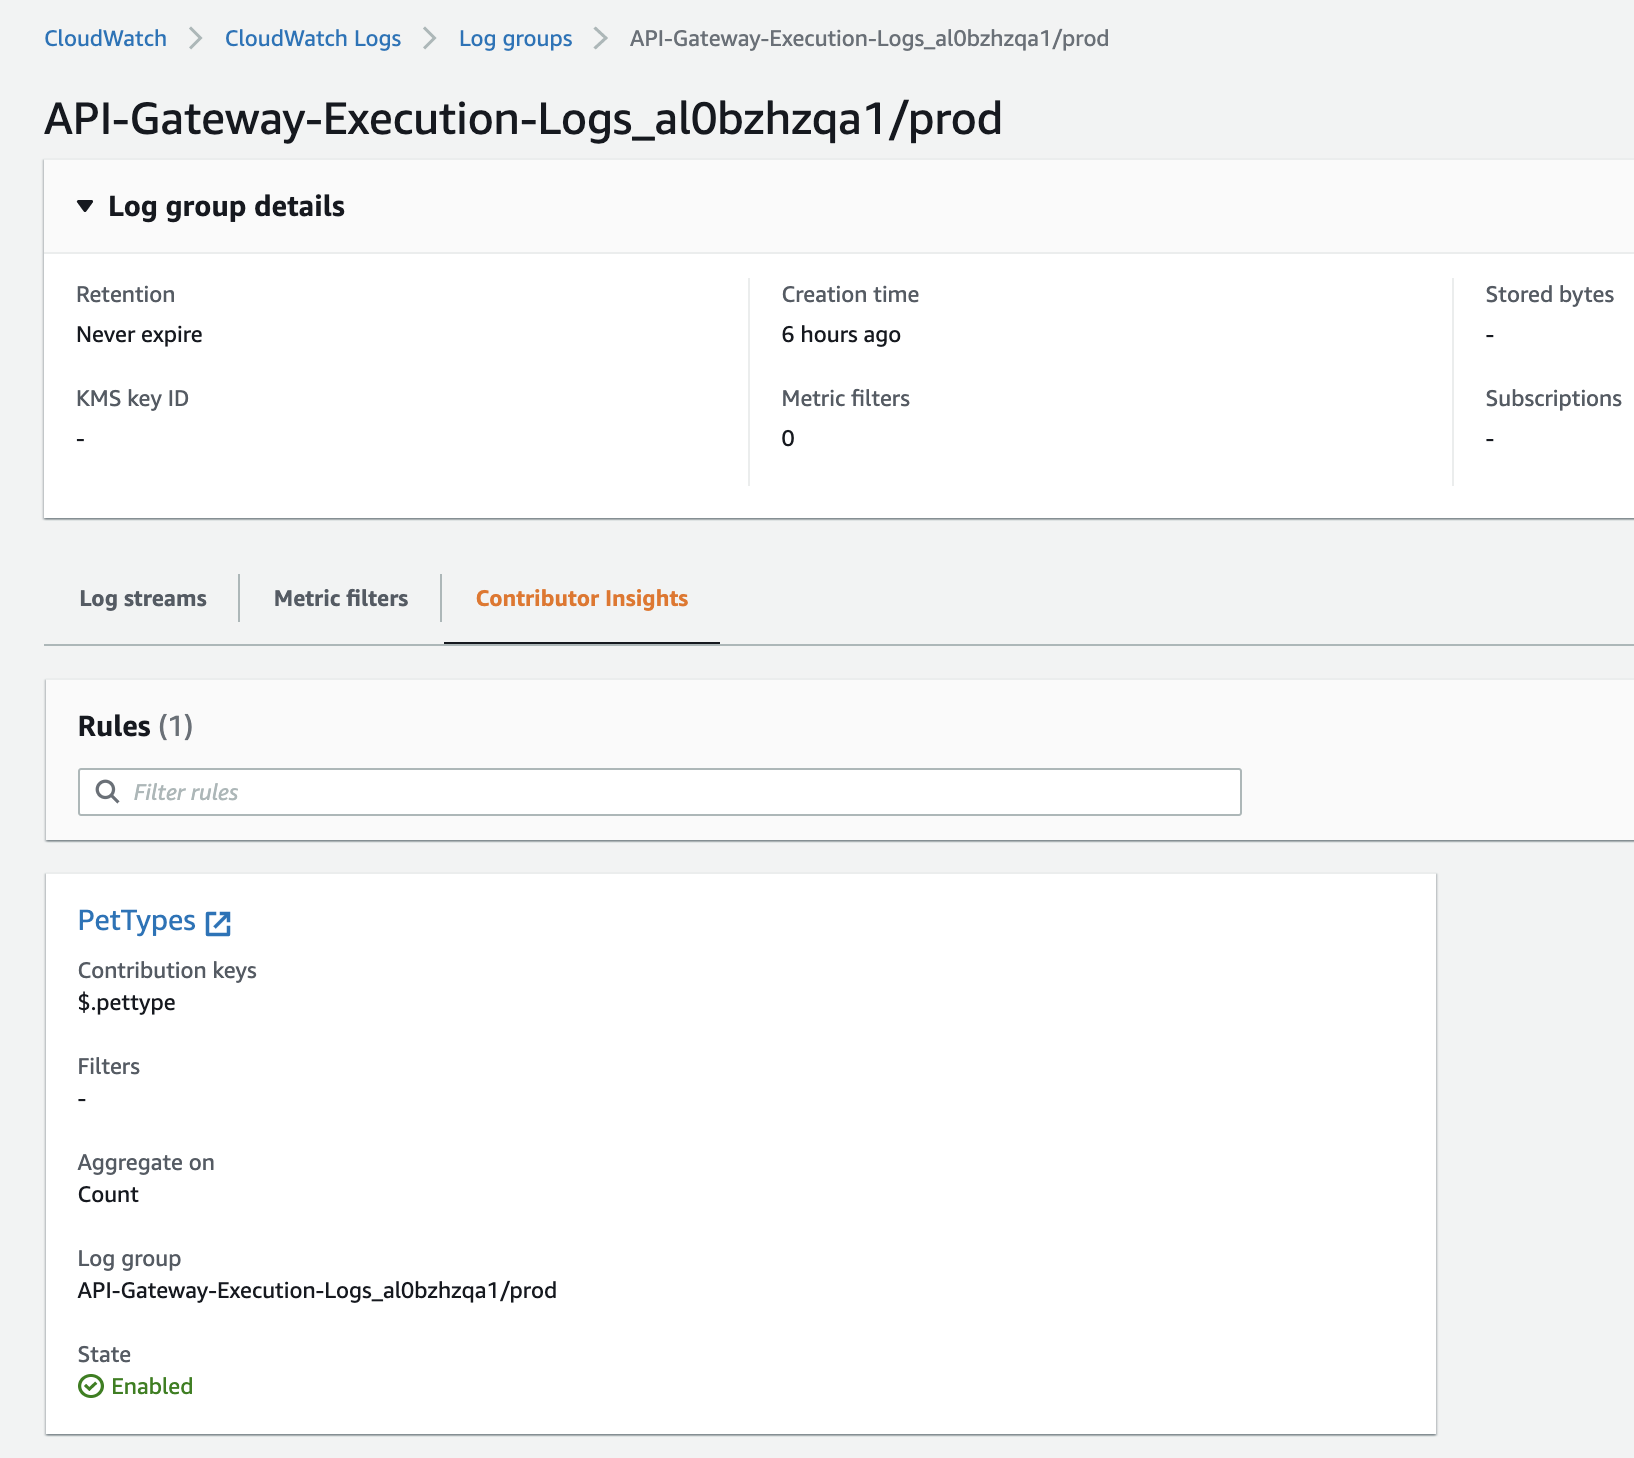 CloudWatch > CloudWatch Logs > Log groups > API-Gateway-Execution-Logs_al0bzhzqa1/prod
API-Gateway-Execution-Logs_al0bzhzqa1/prod
Log group details
Retention
Never expire
KMS key ID
-
Creation time
6 hours ago
Metric filters
0
Stored bytes
-
Subscriptions
-
Log streams
Metric filters
Contributor Insights
Rules (1)
Filter rules
PetTypes
Contribution keys
$.pettype
Filters
-
Aggregate on
Count
Log group
API-Gateway-Execution-Logs_al0bzhzqa1/prod
State
Enabled